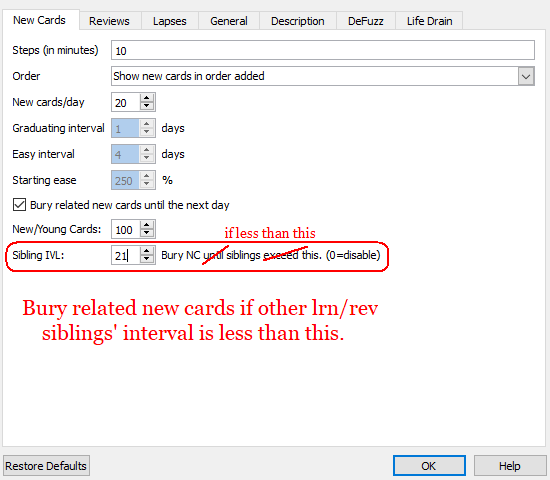 New Cards Reviews Lapses General Description DeFuzz Life Drain
Steps (in minutes) 10
Order Show new cards in order added
New cards/day 20
Graduating interval 1 days
Easy interval 4 days
Starting ease 250 %
Bury related new cards until the next day
New/Young Cards: 100
if less than this
Sibling IVL: 21 Bury NC until siblings exceed this. (0=disable)
Bury related new cards if other lrn/rev
siblings' interval is less than this.
Restore Defaults OK Help